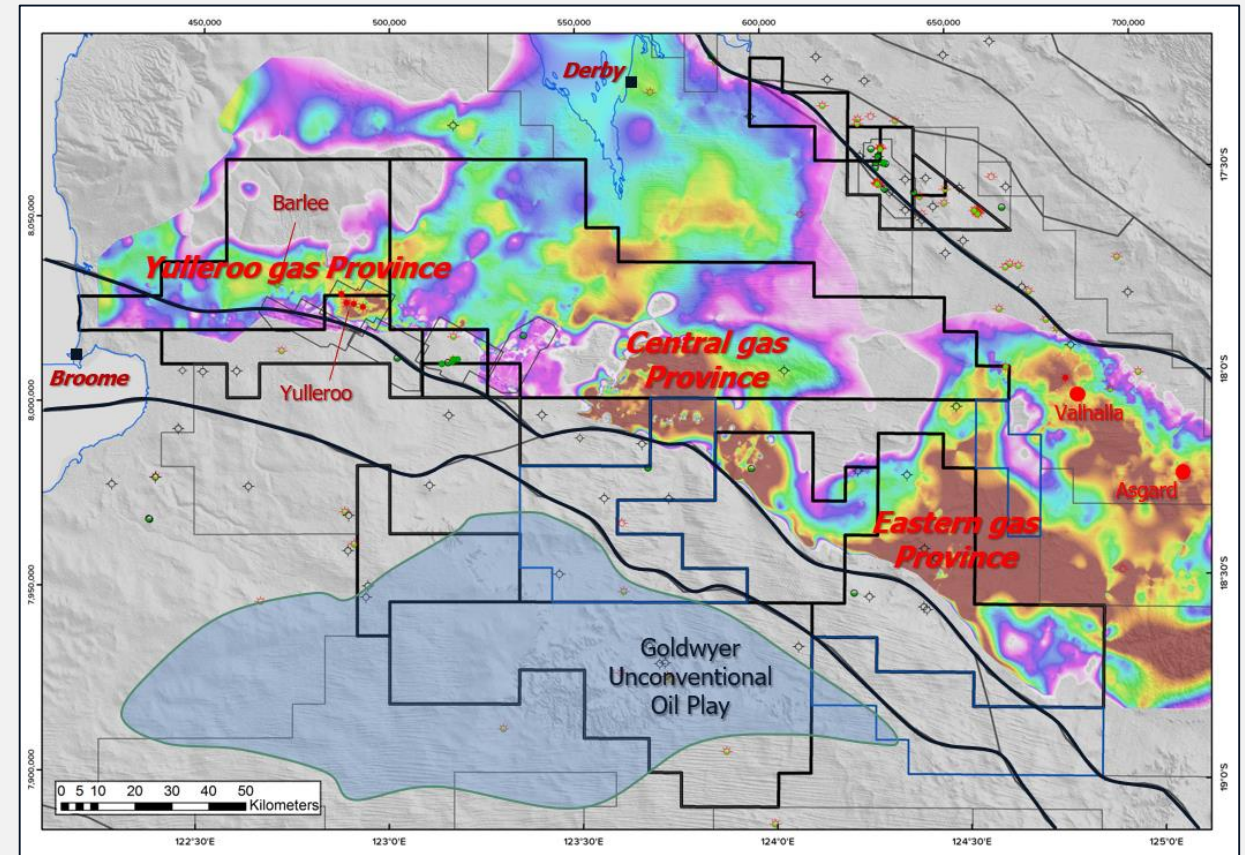 450,000 500,000 550,000 600,000 650,000 700,000
Derby
17°30'S
Barlee
8,050,000
Yulleroo gas Province
Central gas
Province
18°0'S
Broome
Yulleroo
8,000,000
Valhalla
Asgard
Eastern gas
Province
18°30'S
7,950,000
Goldwyer
Unconventional
Oil Play
7,900,000
19°0'S
0 5 10 20 30 40 50
Kilometers
122°30'E 123°0'E 123°30'E 124°0'E 124°30'E 125°0'E